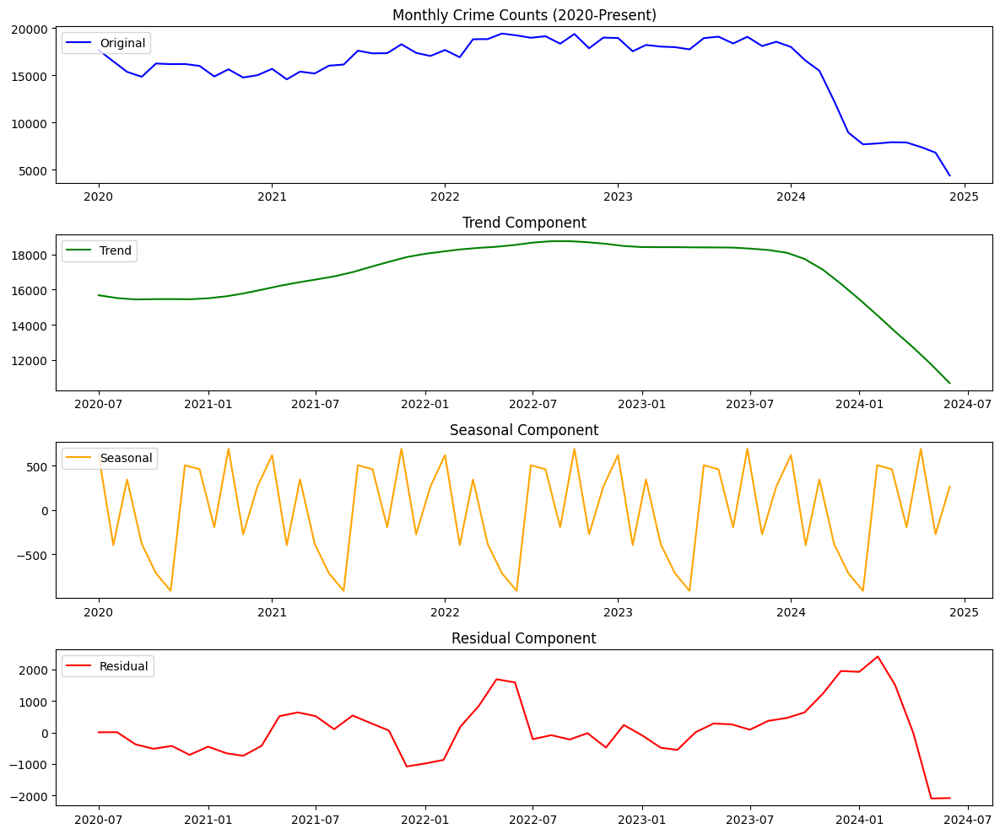 Monthly Crime Counts (2020-Present)
Original
20000
15000
10000
5000
2020 2021 2022 2023 2024 2025
Trend Component
Trend
18000
16000
14000
12000
2020-07 2021-01 2021-07 2022-01 2022-07 2023-01 2023-07 2024-01 2024-07
Seasonal Component
Seasonal
500
0
−500
2020 2021 2022 2023 2024 2025
Residual Component
Residual
2000
1000
0
−1000
−2000
2020-07 2021-01 2021-07 2022-01 2022-07 2023-01 2023-07 2024-01 2024-07